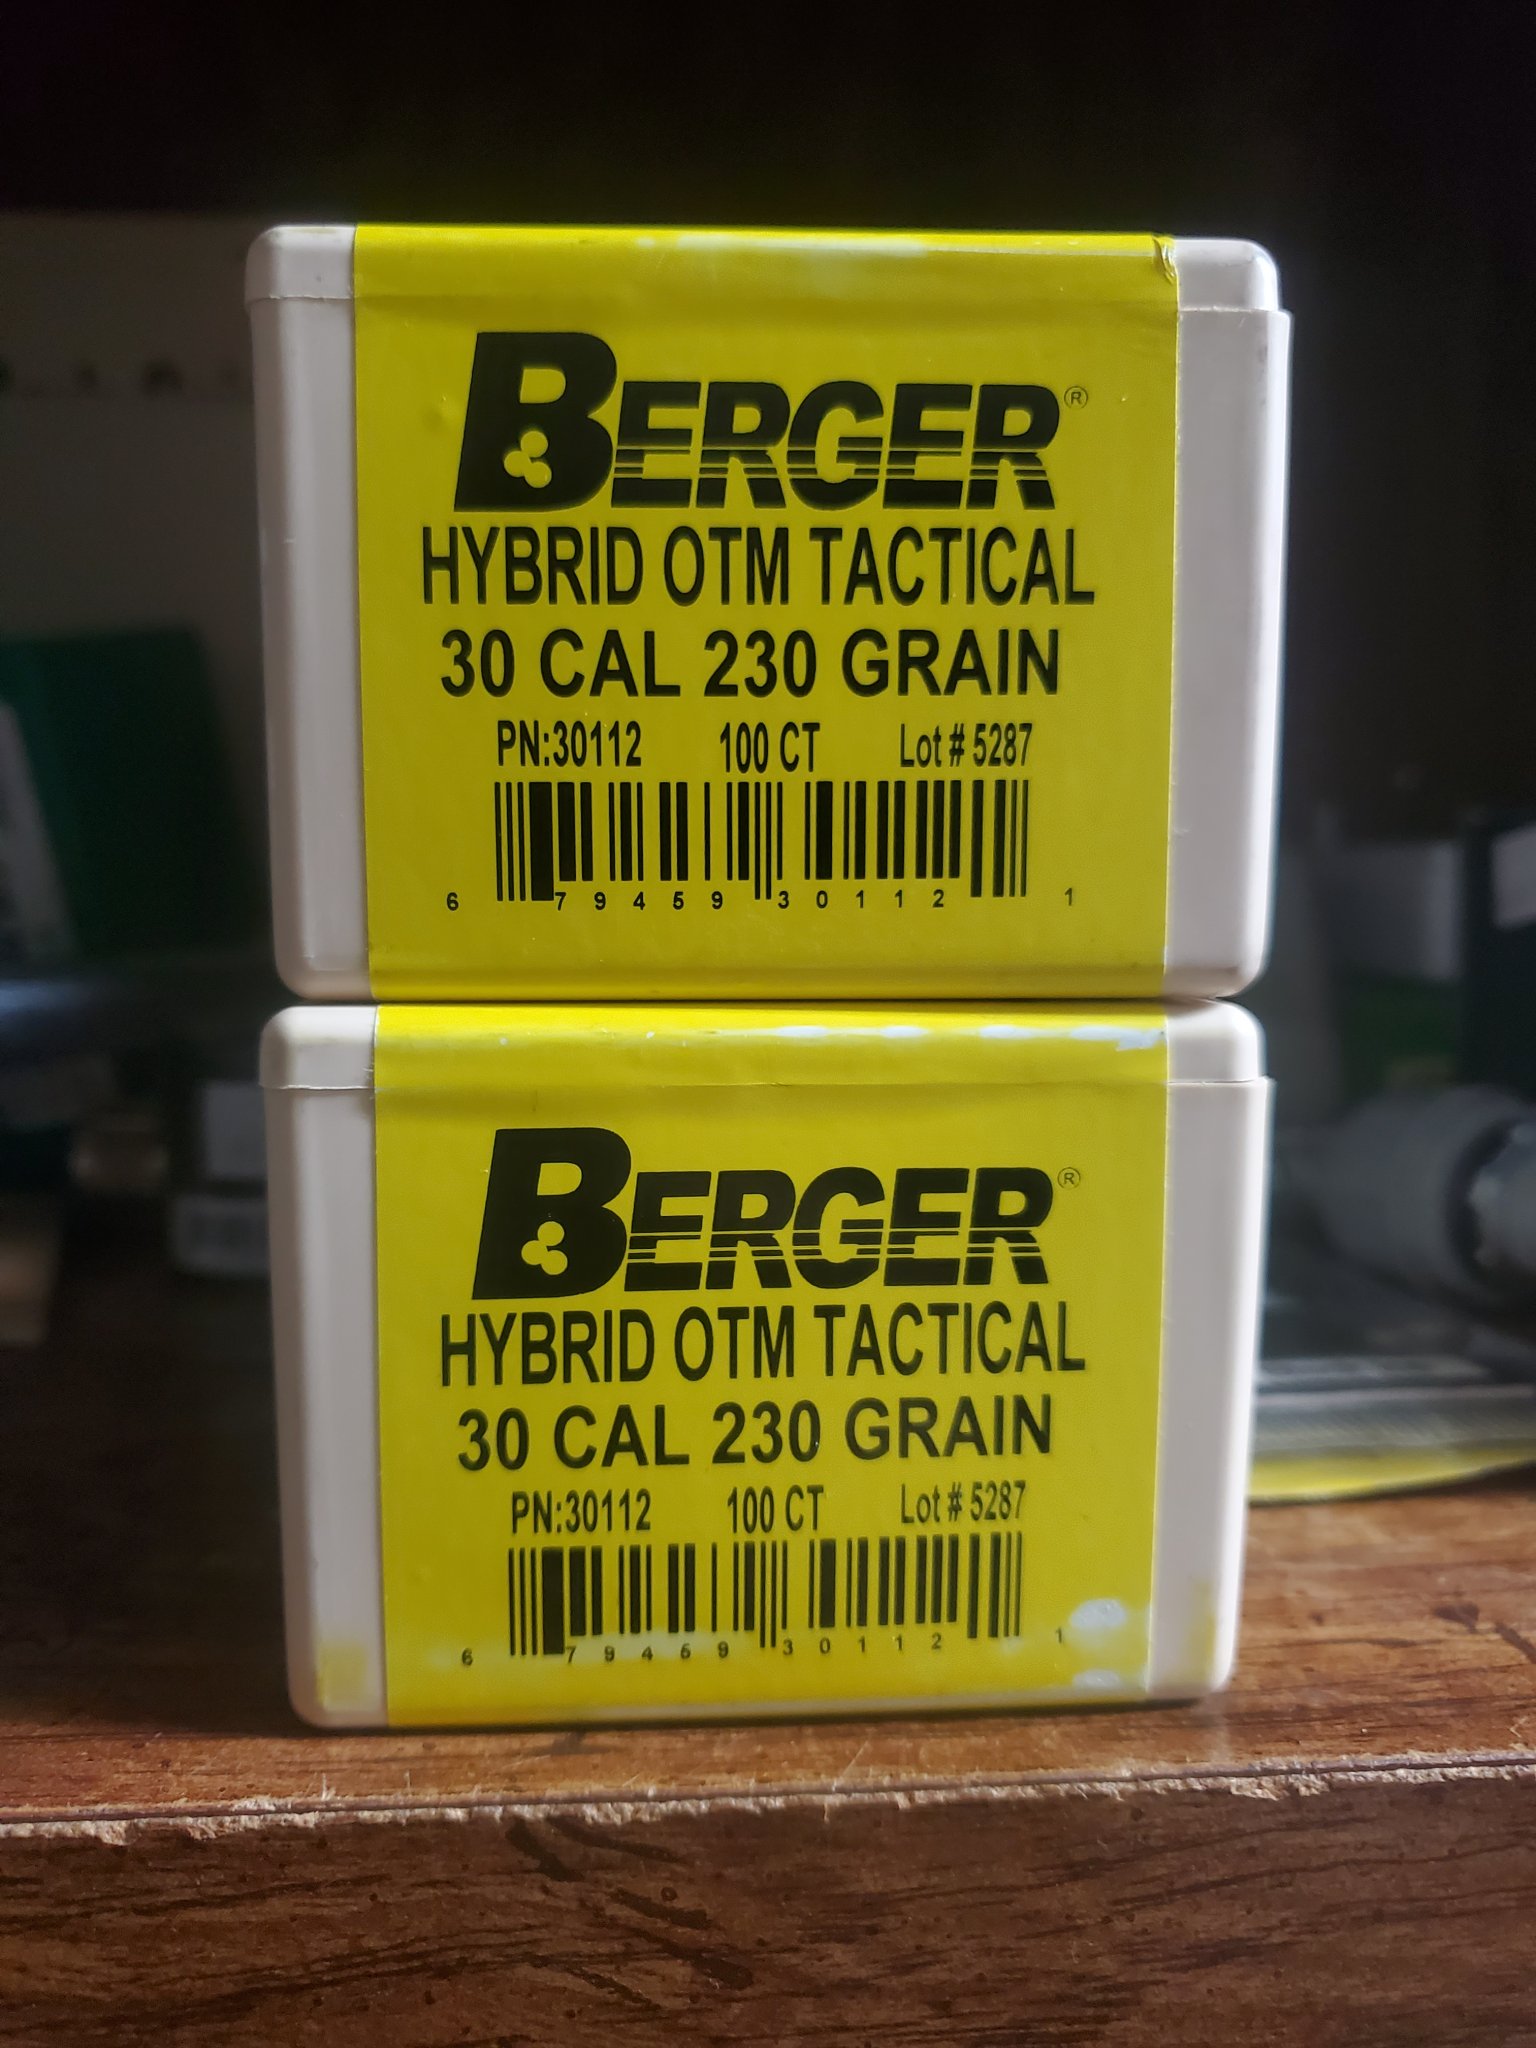 BERGER®
HYBRID OTM TACTICAL
30 CAL 230 GRAIN
PN:30112 100 CT Lot # 5287
6 79459 30112 1
BERGER®
HYBRID OTM TACTICAL
30 CAL 230 GRAIN
PN:30112 100 CT Lot # 5287
6 79459 30112 1